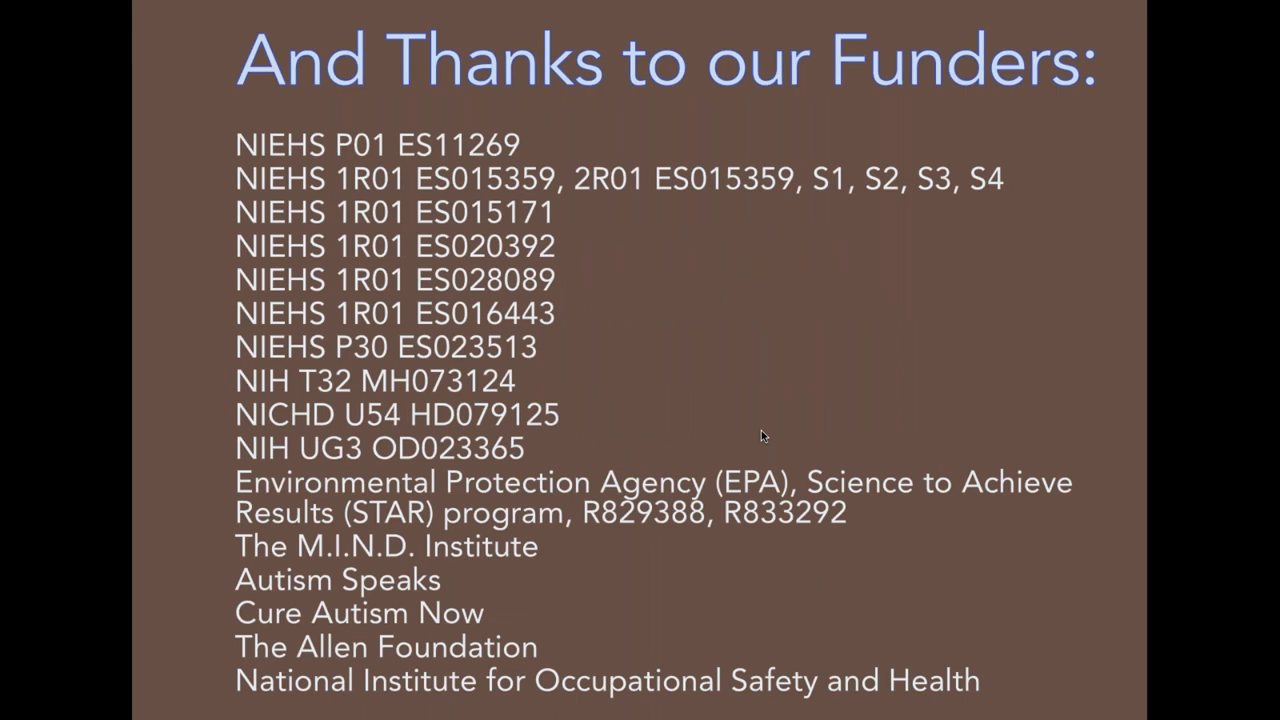 And Thanks to our Funders:
NIEHS P01 ES11269
NIEHS 1R01 ES015359, 2R01 ES015359, S1, S2, S3, S4
NIEHS 1R01 ES015171
NIEHS 1R01 ES020392
NIEHS 1R01 ES028089
NIEHS 1R01 ES016443
NIEHS P30 ES023513
NIH T32 MH073124
NICHD U54 HD079125
NIH UG3 OD023365
Environmental Protection Agency (EPA), Science to Achieve
Results (STAR) program, R829388, R833292
The M.I.N.D. Institute
Autism Speaks
Cure Autism Now
The Allen Foundation
National Institute for Occupational Safety and Health